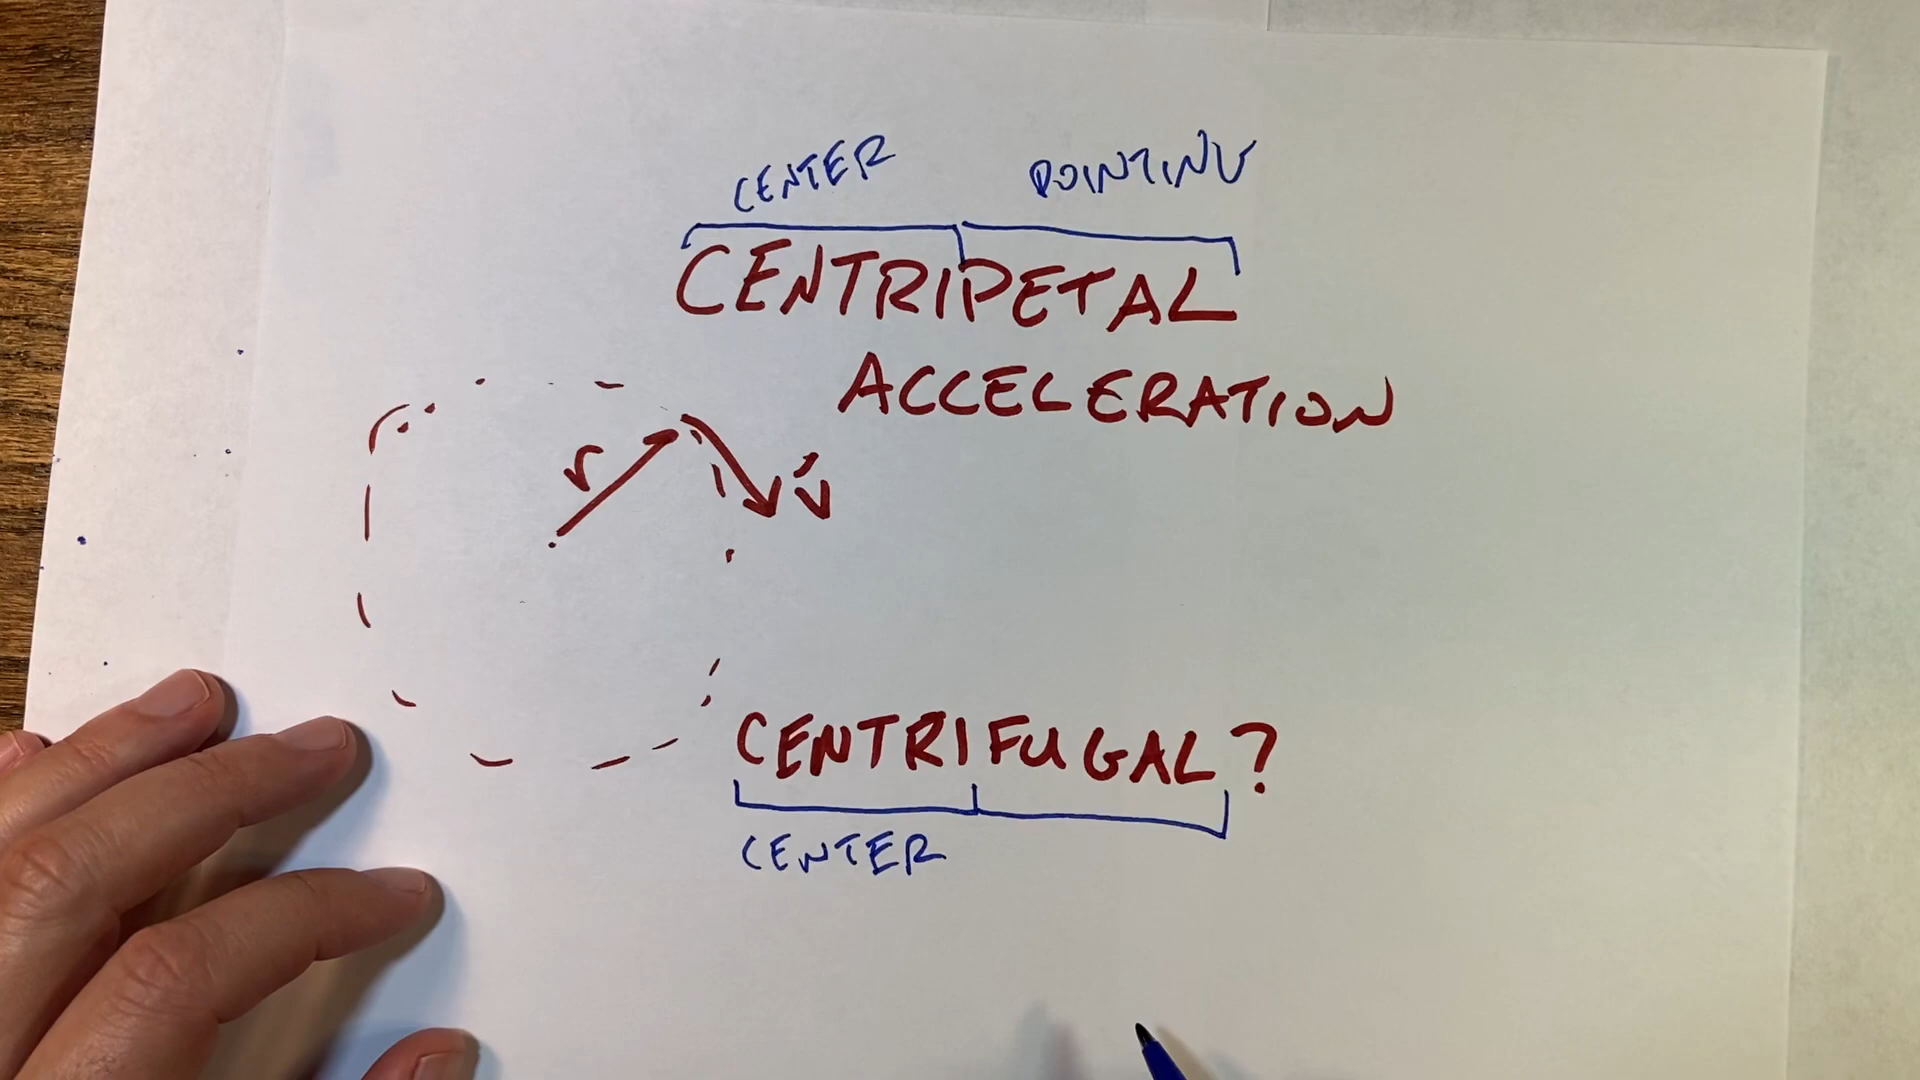 CENTER POINTING
CENTRIPETAL
ACCELERATION
r
v
CENTRIFUGAL?
CENTER